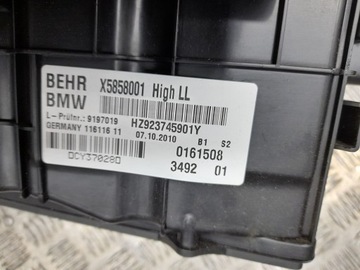 BEHR X5858001 High LL
BMW
L-Prüfnr.: 9197019 HZ923745901Y
GERMANY 116116 11 07.10.2010 B1 S2
0CY370280 0161508
3492 01